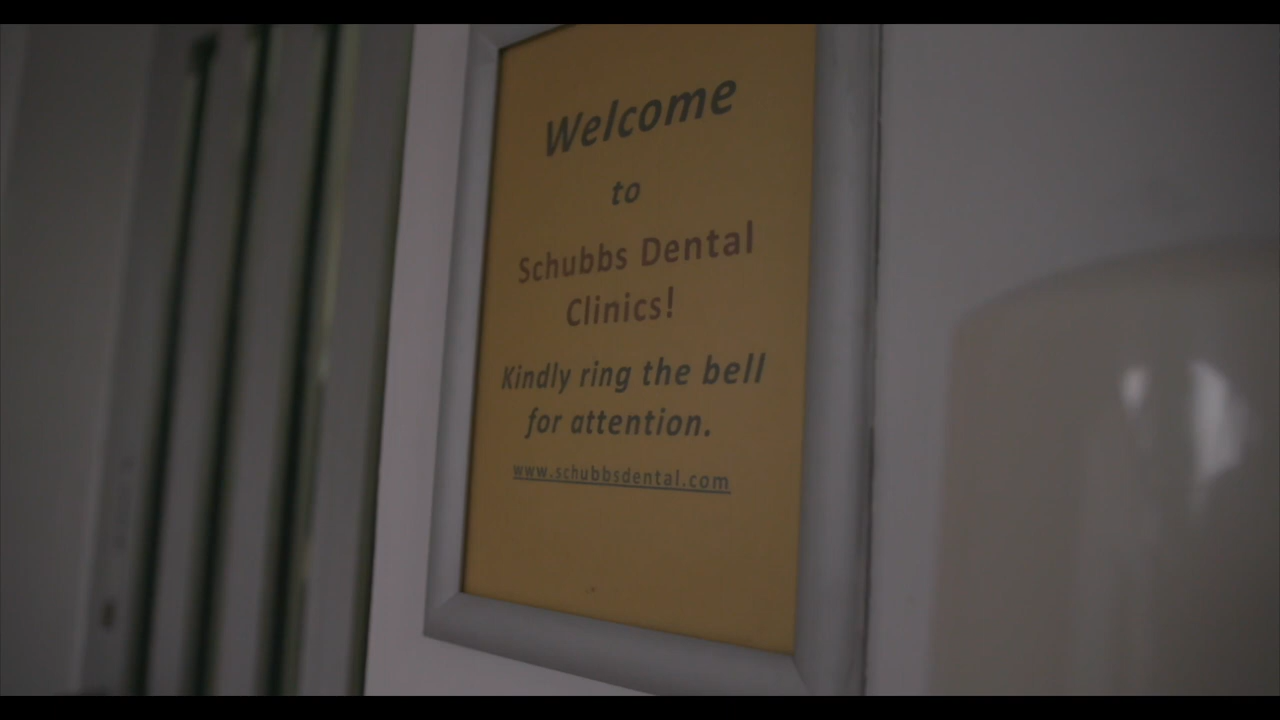 Welcome
to
Schubbs Dental
Clinics!
Kindly ring the bell
for attention.
www.schubbsdental.com